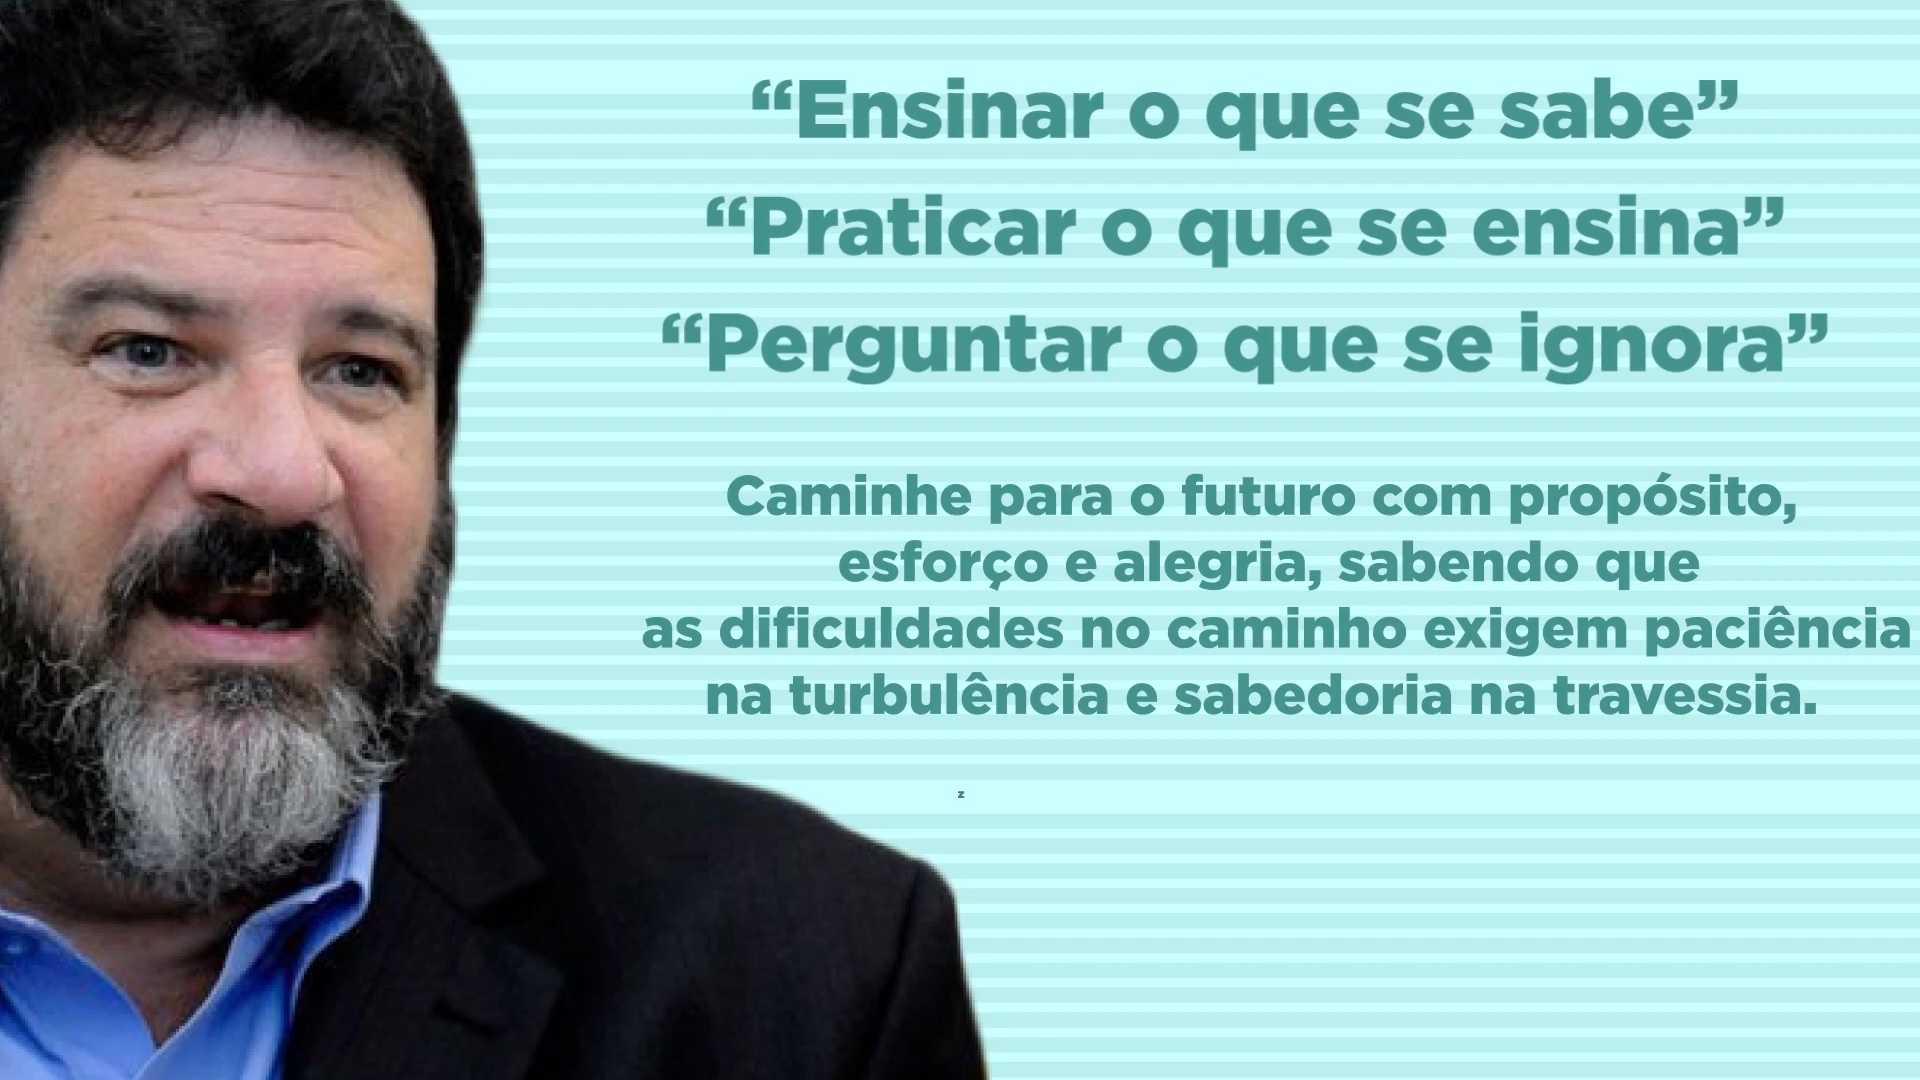 “Ensinar o que se sabe”
“Praticar o que se ensina”
“Perguntar o que se ignora”
Caminhe para o futuro com propósito,
esforço e alegria, sabendo que
as dificuldades no caminho exigem paciência
na turbulência e sabedoria na travessia.
z